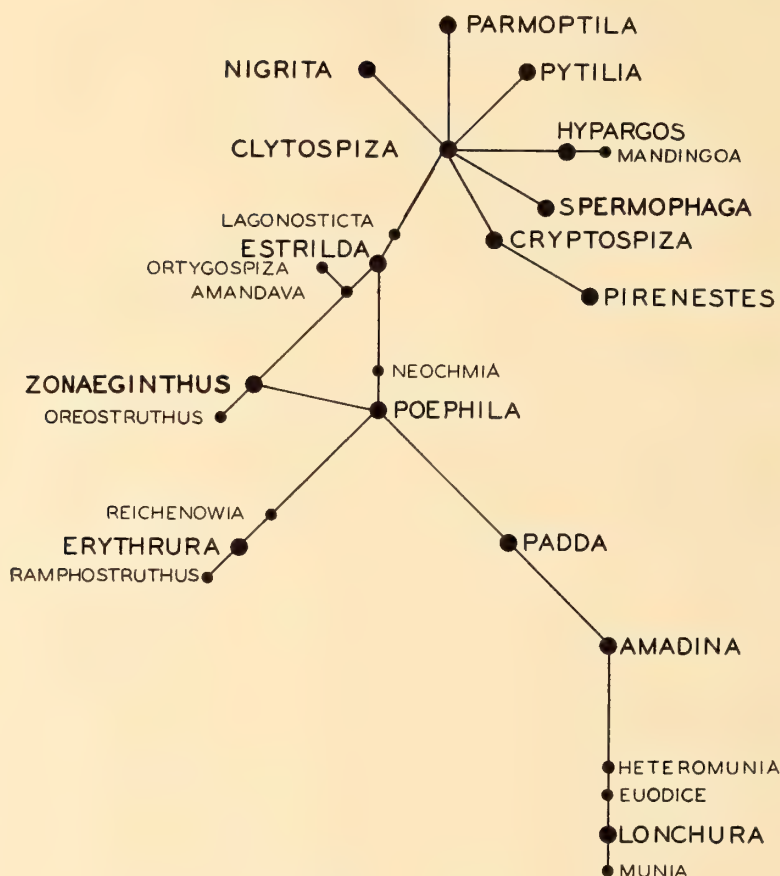 PARMOPTILA
NIGRITA
PYTILIA
CLYTOSPIZA
HYPARGOS
MANDINGOA
LAGONOSTICTA
SPERMOPHAGA
ESTRILDA
CRYPTOSPIZA
ORTYGOSPIZA
AMANDAVA
PIRENESTES
NEOCHMIA
ZONAEGINTHUS
OREOSTRUTHUS
POEPHILA
REICHENOWIA
ERYTHRURA
PADDA
RAMPHOSTRUTHUS
AMADINA
HETEROMUNIA
EUODICE
LONCHURA
MUNIA